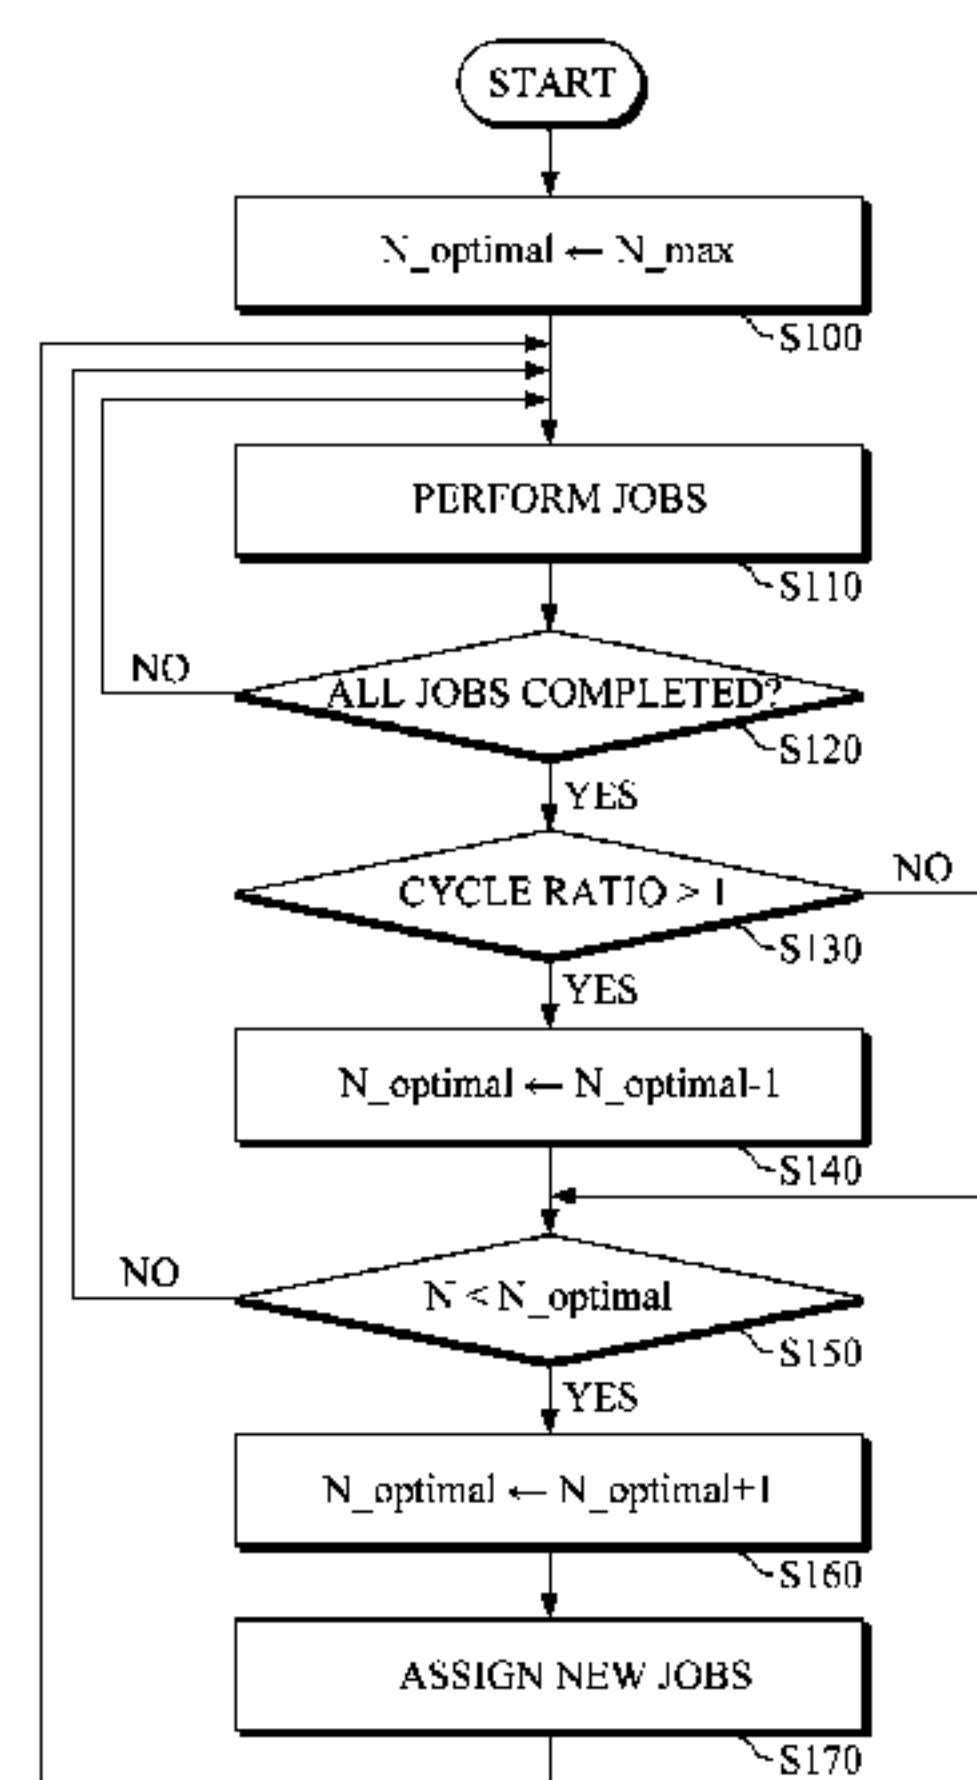 START
N_optimal ← N_max
S100
PERFORM JOBS
S110
NO
ALL JOBS COMPLETED?
S120
YES
NO
CYCLE RATIO > 1
S130
YES
N_optimal ← N_optimal-1
S140
NO
N < N_optimal
S150
YES
N_optimal ← N_optimal+1
S160
ASSIGN NEW JOBS
S170